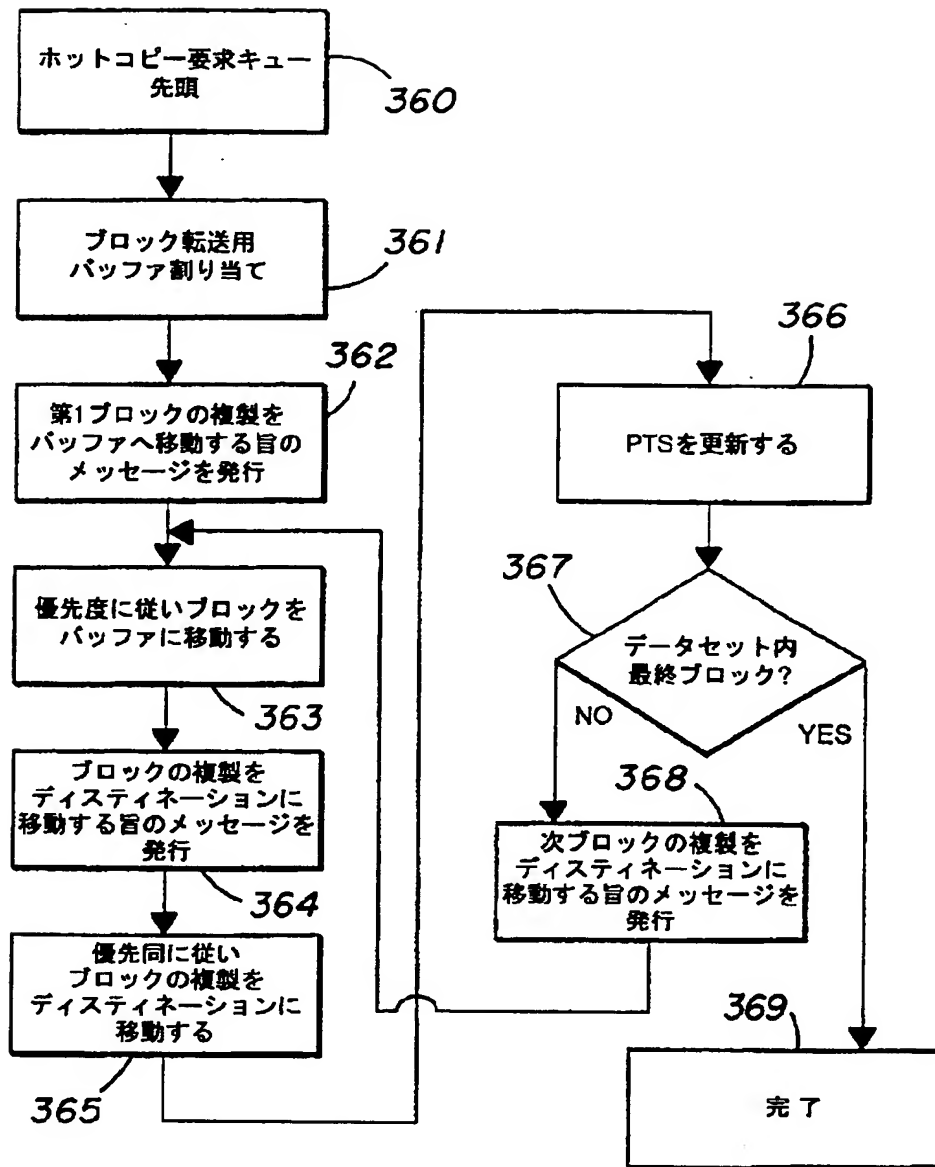 ホットコピー要求キュー
先頭
360
ブロック転送用
バッファ割り当て
361
362
第1ブロックの複製を
バッファへ移動する旨の
メッセージを発行
優先度に従いブロックを
バッファに移動する
363
ブロックの複製を
ディスティネーションに
移動する旨のメッセージを
発行
364
優先同に従い
ブロックの複製を
ディスティネーションに
移動する
365
366
PTSを更新する
367
データセット内
最終ブロック?
NO
YES
368
次ブロックの複製を
ディスティネーションに
移動する旨のメッセージを
発行
369
完了